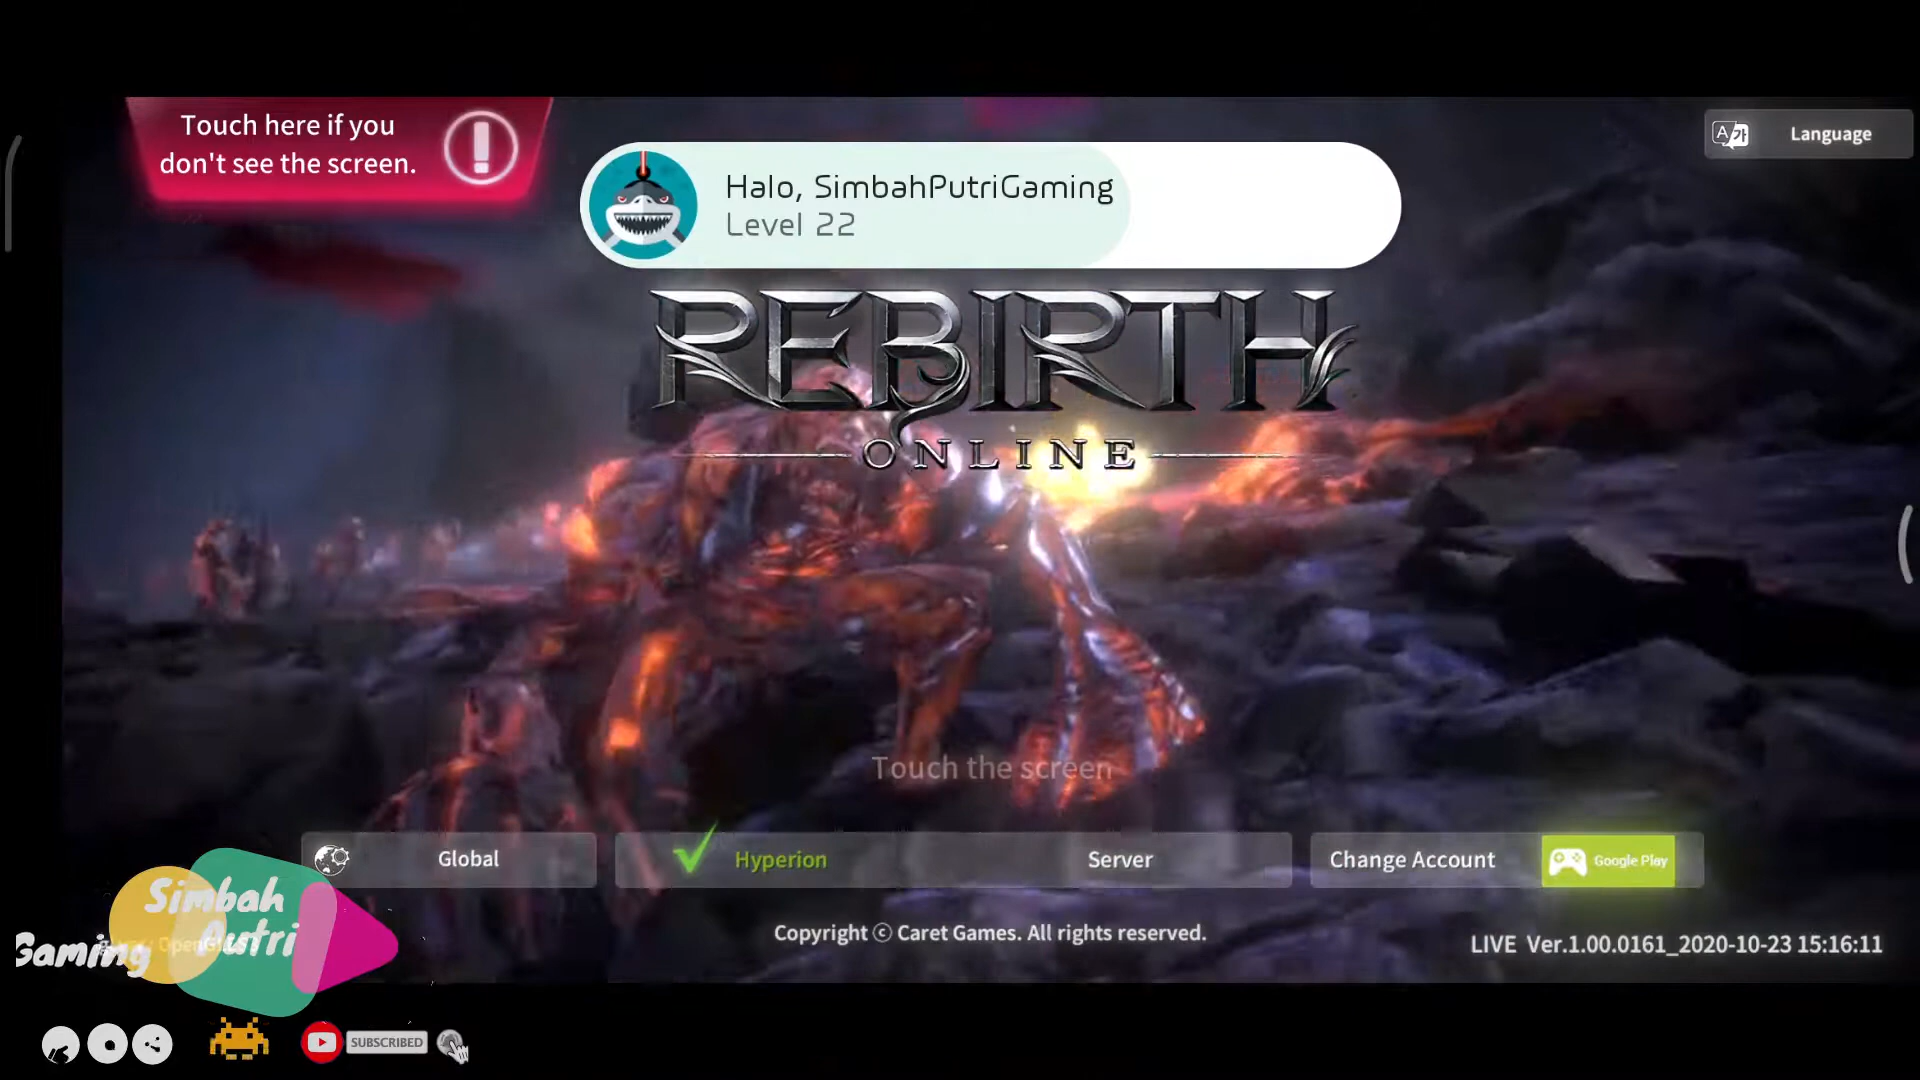 Touch here if you
don't see the screen.
Language
Halo, SimbahPutriGaming
Level 22
REBIRTH
ONLINE
Touch the screen
Global
Hyperion
Server
Change Account
Google Play
Simbah
Putri
Gaming
Copyright ⓒ Caret Games. All rights reserved.
LIVE Ver.1.00.0161_2020-10-23 15:16:11
SUBSCRIBED